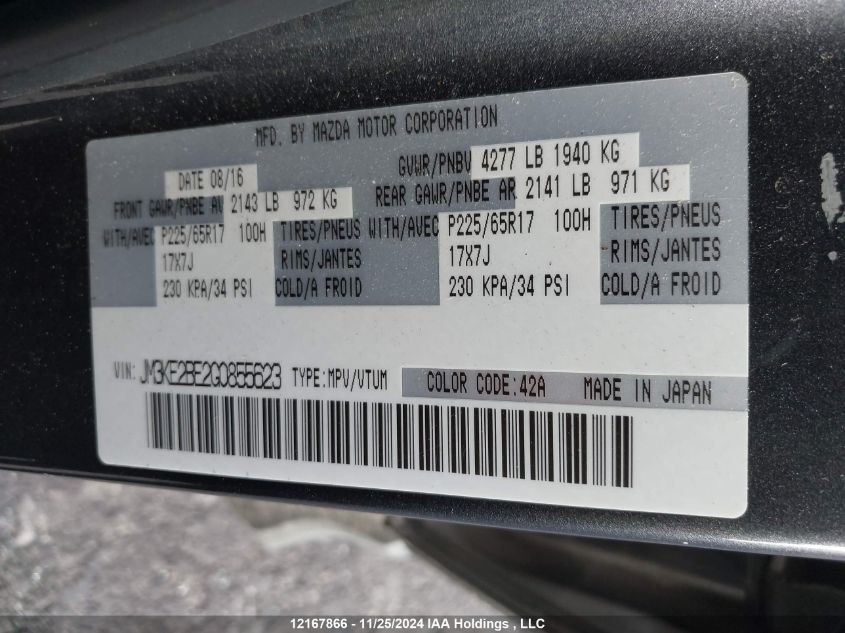 MFD. BY MAZDA MOTOR CORPORATION
DATE 08/16 GVWR/PNBV 4277 LB 1940 KG
FRONT GAWR/PNBE AV 2143 LB 972 KG REAR GAWR/PNBE AR 2141 LB 971 KG
WITH/AVEC P225/65R17 100H TIRES/PNEUS WITH/AVEC P225/65R17 100H TIRES/PNEUS
17X7J RIMS/JANTES 17X7J RIMS/JANTES
230 KPA/34 PSI COLD/A FROID 230 KPA/34 PSI COLD/A FROID
VIN: JM3KE2BE2G0855623 TYPE:MPV/VTUM COLOR CODE:42A MADE IN JAPAN
12167866 - 11/25/2024 IAA Holdings , LLC